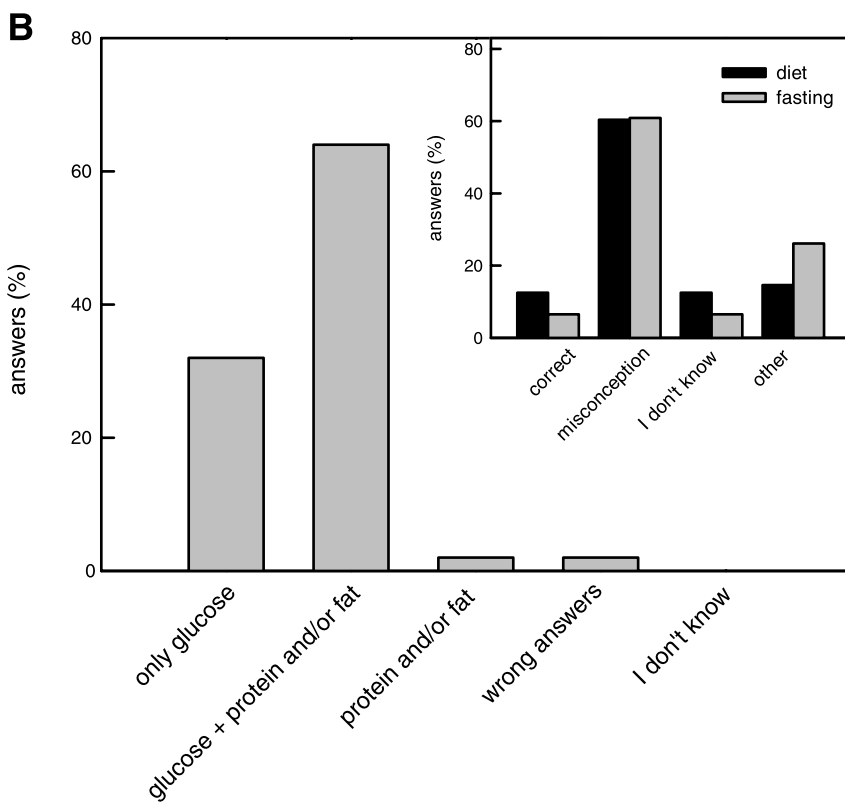 B
answers (%)
80
60
40
20
0
only glucose
glucose + protein and/or fat
protein and/or fat
wrong answers
I don't know
answers (%)
80
60
40
20
0
diet
fasting
correct
misconception
I don't know
other